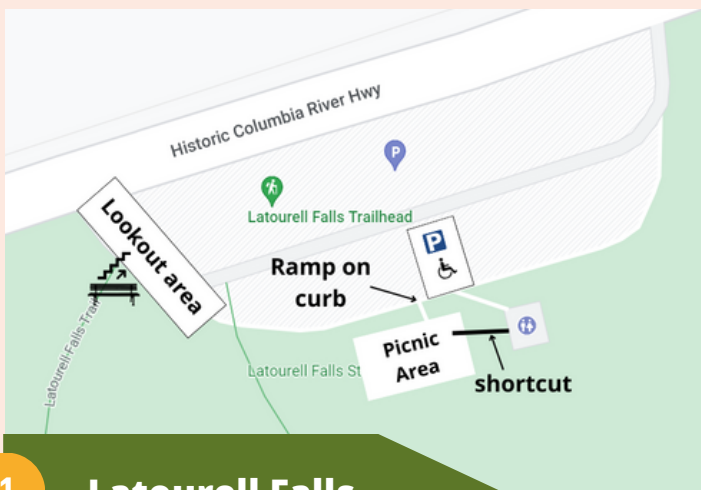 Historic Columbia River Hwy
P
Latourell Falls Trailhead
Lookout area
P
Ramp on
curb
Latourell-Falls-Trail
Picnic
Area
Latourell Falls St
shortcut
1
Latourell Falls